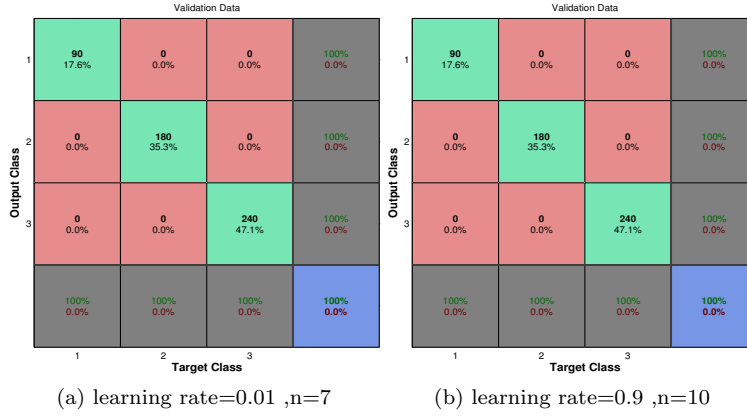 Validation Data
1
90 0 0 100%
17.6% 0.0% 0.0% 0.0%
2
0 180 0 100%
0.0% 35.3% 0.0% 0.0%
3
0 0 240 100%
0.0% 0.0% 47.1% 0.0%
100% 100% 100% 100%
0.0% 0.0% 0.0% 0.0%
Output Class
1 2 3
Target Class
(a) learning rate=0.01 ,n=7
Validation Data
1
90 0 0 100%
17.6% 0.0% 0.0% 0.0%
2
0 180 0 100%
0.0% 35.3% 0.0% 0.0%
3
0 0 240 100%
0.0% 0.0% 47.1% 0.0%
100% 100% 100% 100%
0.0% 0.0% 0.0% 0.0%
Output Class
1 2 3
Target Class
(b) learning rate=0.9 ,n=10